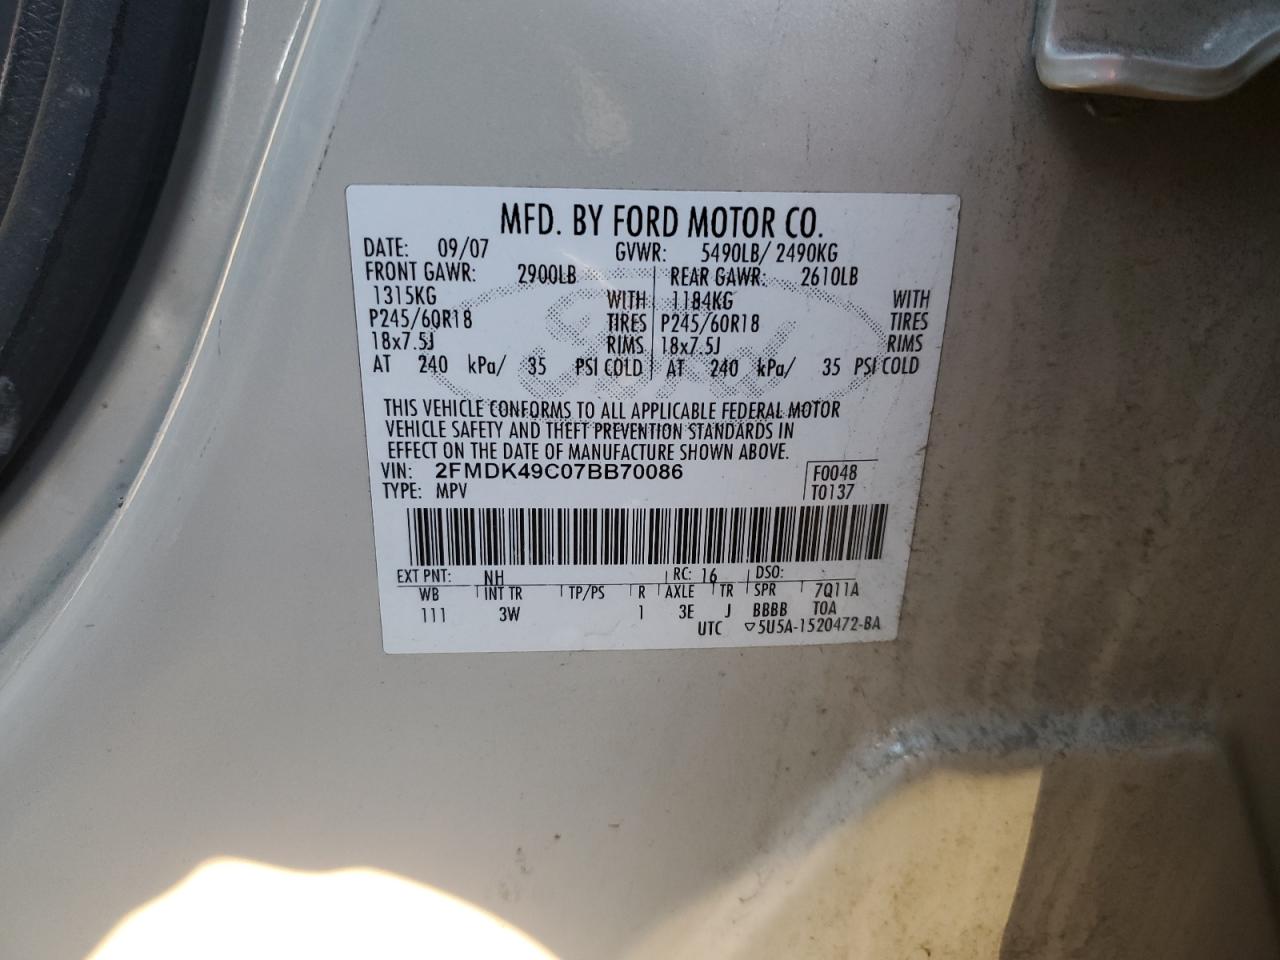 MFD. BY FORD MOTOR CO.
DATE: 09/07 GVWR: 5490LB/ 2490KG
FRONT GAWR: 2900LB REAR GAWR: 2610LB
1315KG WITH 1184KG WITH
P245/60R18 TIRES P245/60R18 TIRES
18x7.5J RIMS 18x7.5J RIMS
AT 240 kPa/ 35 PSI COLD AT 240 kPa/ 35 PSI COLD
THIS VEHICLE CONFORMS TO ALL APPLICABLE FEDERAL MOTOR
VEHICLE SAFETY AND THEFT PREVENTION STANDARDS IN
EFFECT ON THE DATE OF MANUFACTURE SHOWN ABOVE.
VIN: 2FMDK49C07BB70086 F0048
TYPE: MPV T0137
EXT PNT: NH RC: 16 DSO:
WB INT TR TP/PS R AXLE TR SPR 7Q11A
111 3W 1 3E J BBBB TOA
UTC ▽5U5A-1520472-BA